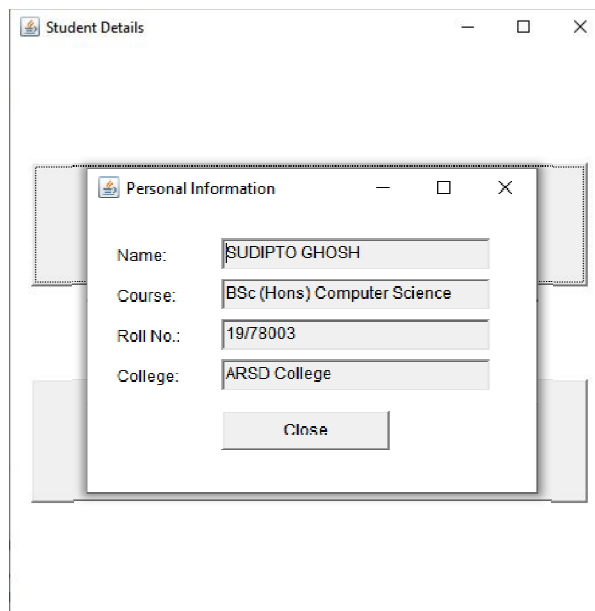 Student Details
Personal Information
Name: SUDIPTO GHOSH
Course: BSc (Hons) Computer Science
Roll No.: 19/78003
College: ARSD College
Close